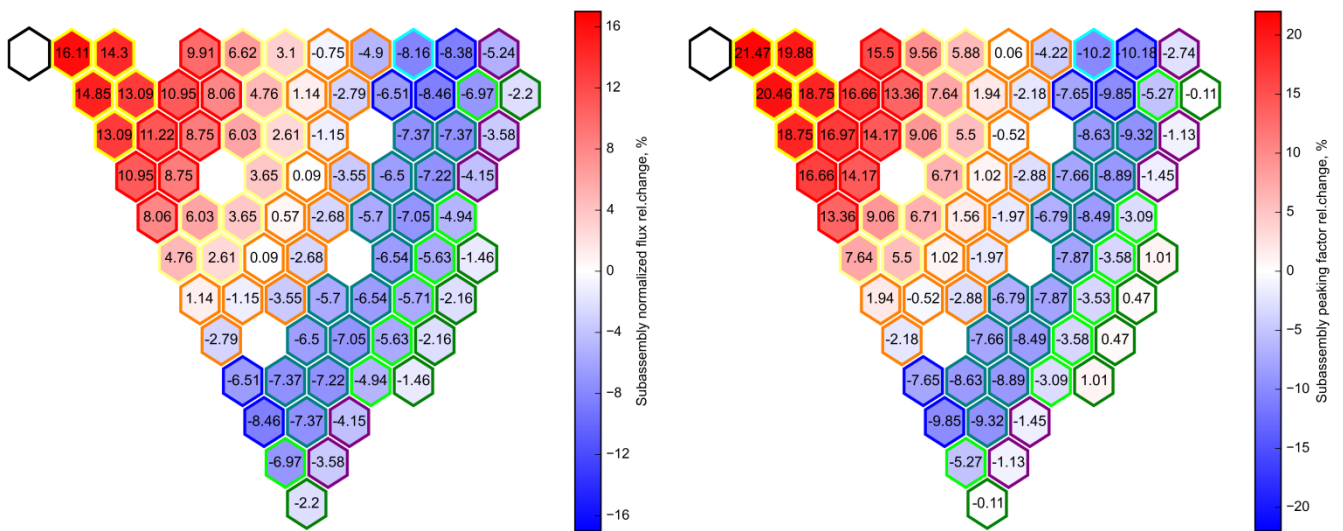 16.11 14.3 9.91 6.62 3.1 -0.75 -4.9 -8.16 -8.38 -5.24
14.85 13.09 10.95 8.06 4.76 1.14 -2.79 -6.51 -8.46 -6.97 -2.2
13.09 11.22 8.75 6.03 2.61 -1.15 -7.37 -7.37 -3.58
10.95 8.75 3.65 0.09 -3.55 -6.5 -7.22 -4.15
8.06 6.03 3.65 0.57 -2.68 -5.7 -7.05 -4.94
4.76 2.61 0.09 -2.68 -6.54 -5.63 -1.46
1.14 -1.15 -3.55 -5.7 -6.54 -5.71 -2.16
-2.79 -6.5 -7.05 -5.63 -2.16
-6.51 -7.37 -7.22 -4.94 -1.46
-8.46 -7.37 -4.15
-6.97 -3.58
-2.2
16
12
8
4
0
−4
−8
−12
−16
Subassembly normalized flux rel.change, %
21.47 19.88 15.5 9.56 5.88 0.06 -4.22 -10.2 -10.18 -2.74
20.46 18.75 16.66 13.36 7.64 1.94 -2.18 -7.65 -9.85 -5.27 -0.11
18.75 16.97 14.17 9.06 5.5 -0.52 -8.63 -9.32 -1.13
16.66 14.17 6.71 1.02 -2.88 -7.66 -8.89 -1.45
13.36 9.06 6.71 1.56 -1.97 -6.79 -8.49 -3.09
7.64 5.5 1.02 -1.97 -7.87 -3.58 1.01
1.94 -0.52 -2.88 -6.79 -7.87 -3.53 0.47
-2.18 -7.66 -8.49 -3.58 0.47
-7.65 -8.63 -8.89 -3.09 1.01
-9.85 -9.32 -1.45
-5.27 -1.13
-0.11
20
15
10
5
0
−5
−10
−15
−20
Subassembly peaking factor rel.change, %